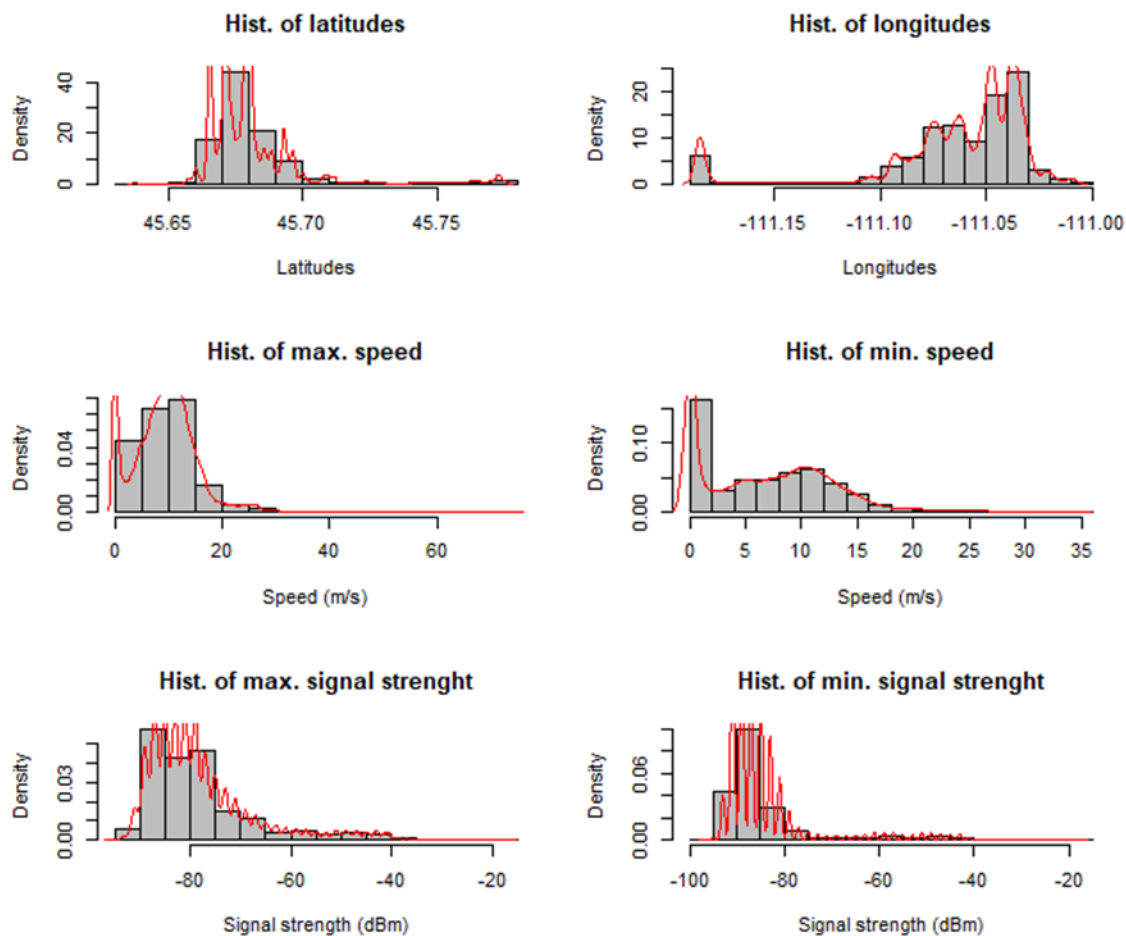 Hist. of latitudes
Density
0 20 40
45.65 45.70 45.75
Latitudes
Hist. of longitudes
Density
0 10 20
-111.15 -111.10 -111.05 -111.00
Longitudes
Hist. of max. speed
Density
0.00 0.04
0 20 40 60
Speed (m/s)
Hist. of min. speed
Density
0.00 0.10
0 5 10 15 20 25 30 35
Speed (m/s)
Hist. of max. signal strenght
Density
0.00 0.03
-80 -60 -40 -20
Signal strength (dBm)
Hist. of min. signal strenght
Density
0.00 0.06
-100 -80 -60 -40 -20
Signal strength (dBm)